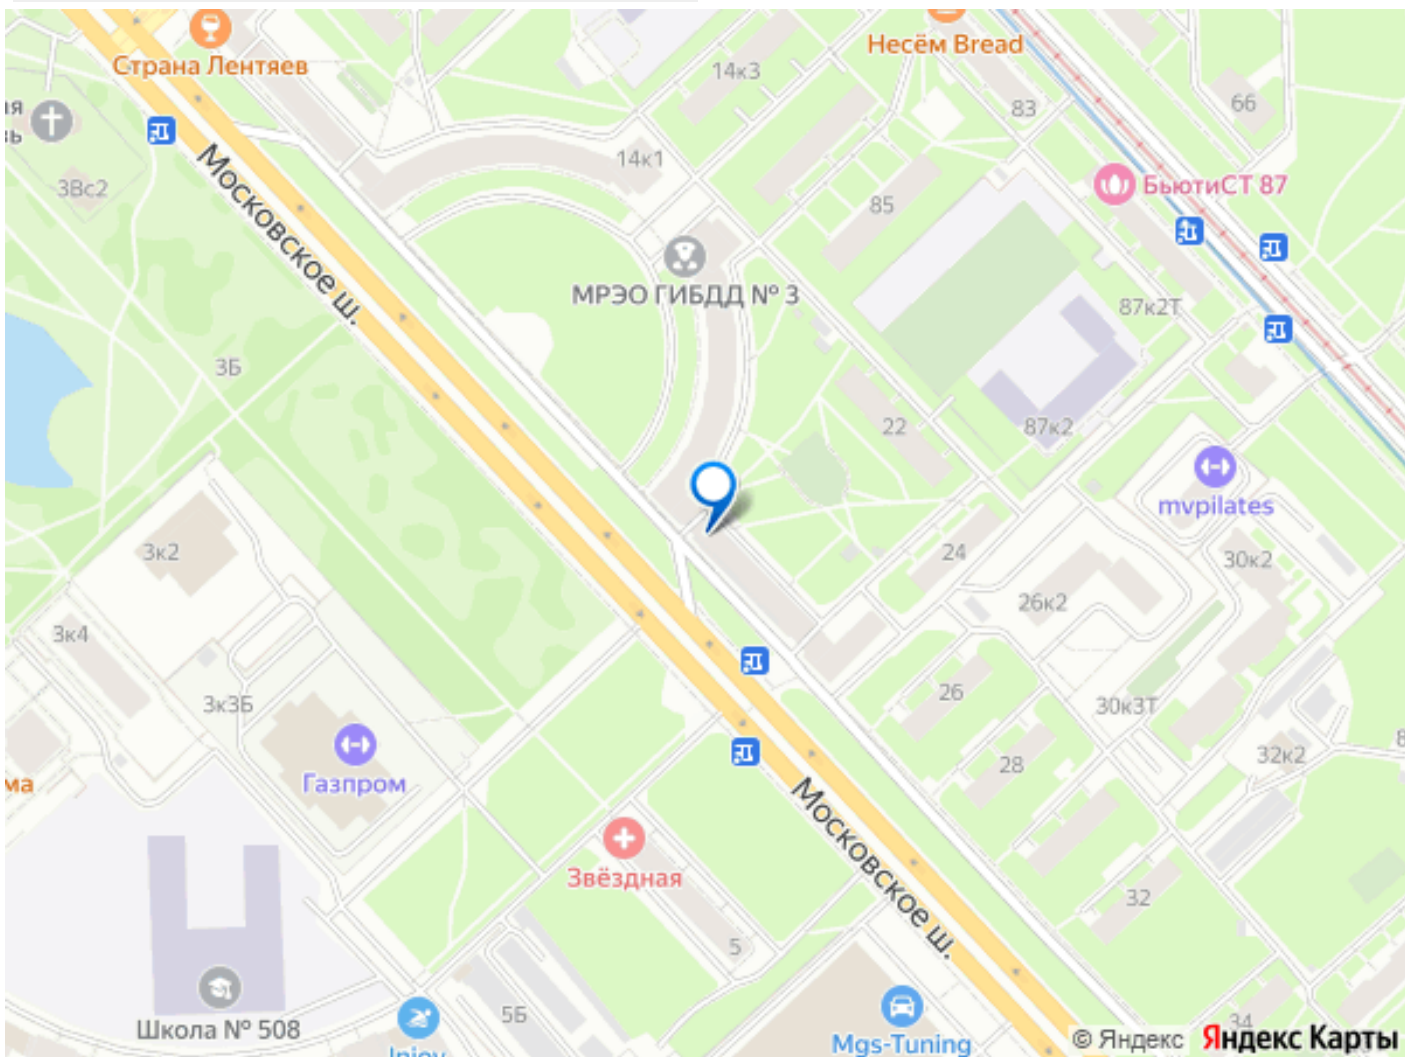 Страна Лентяев
Несём Bread
14к3
83
66
14к1
3Вс2
БьютиСТ 87
85
Московское ш.
МРЭО ГИБДД № 3
87к2Т
3Б
22
87к2
mvpilates
3к2
24
30к2
26к2
3к4
26
3к3Б
30к3Т
28
32к2
Газпром
Московское ш.
Звёздная
32
5
5Б
Школа № 508
34
Mgs-Tuning
© Яндекс Яндекс Карты